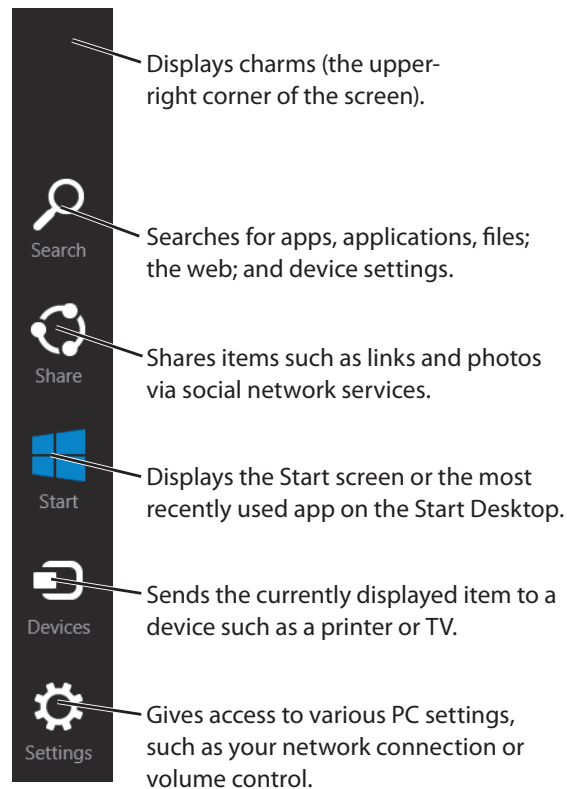 Displays charms (the upper-
right corner of the screen).
Search
Searches for apps, applications, files;
the web; and device settings.
Share
Shares items such as links and photos
via social network services.
Start
Displays the Start screen or the most
recently used app on the Start Desktop.
Devices
Sends the currently displayed item to a
device such as a printer or TV.
Settings
Gives access to various PC settings,
such as your network connection or
volume control.